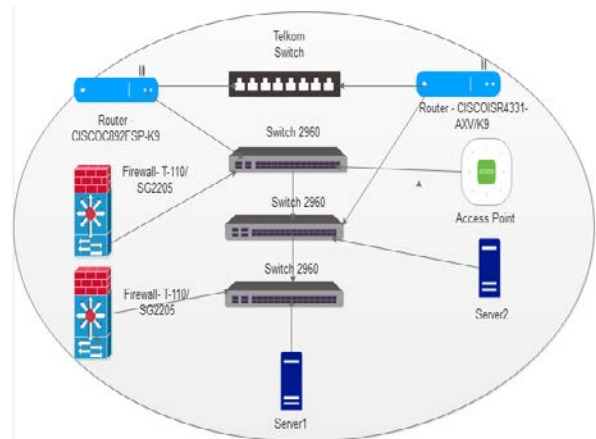 Telkom
Switch
Router -
CISCOC892FSP-K9
Router - CISCOISR4331-
AXV/K9
Switch 2960
Firewall- T-110/
SG2205
Switch 2960
Access Point
Switch 2960
Firewall- T-110/
SG2205
Server2
Server1